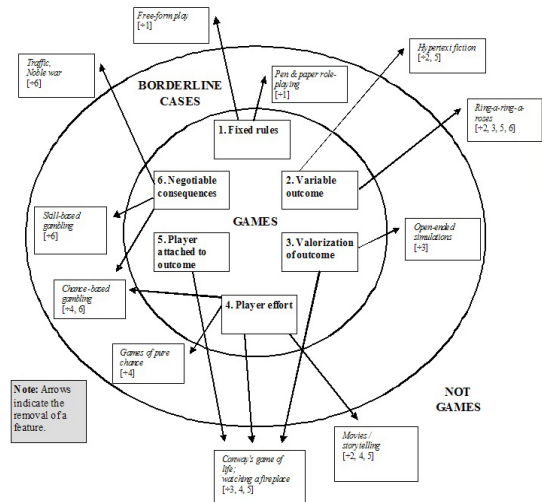 Free-form play
[÷1]
Traffic,
Noble war
[÷6]
BORDERLINE
CASES
Pen & paper role-
playing
[÷1]
Hypertext fiction
[÷2, 5]
Ring-a-ring-a-
roses
[÷2, 3, 5, 6]
1. Fixed rules
6. Negotiable
consequences
2. Variable
outcome
Skill-based
gambling
[÷6]
GAMES
5. Player
attached to
outcome
3. Valorization
of outcome
Open-ended
simulations
[÷3]
Chance-based
gambling
[÷4, 6]
4. Player effort
Games of pure
chance
[÷4]
Note: Arrows
indicate the
removal of a
feature.
NOT
GAMES
Movies /
storytelling
[÷2, 4, 5]
Conway's game of
life;
watching a fireplace
[÷3, 4, 5]